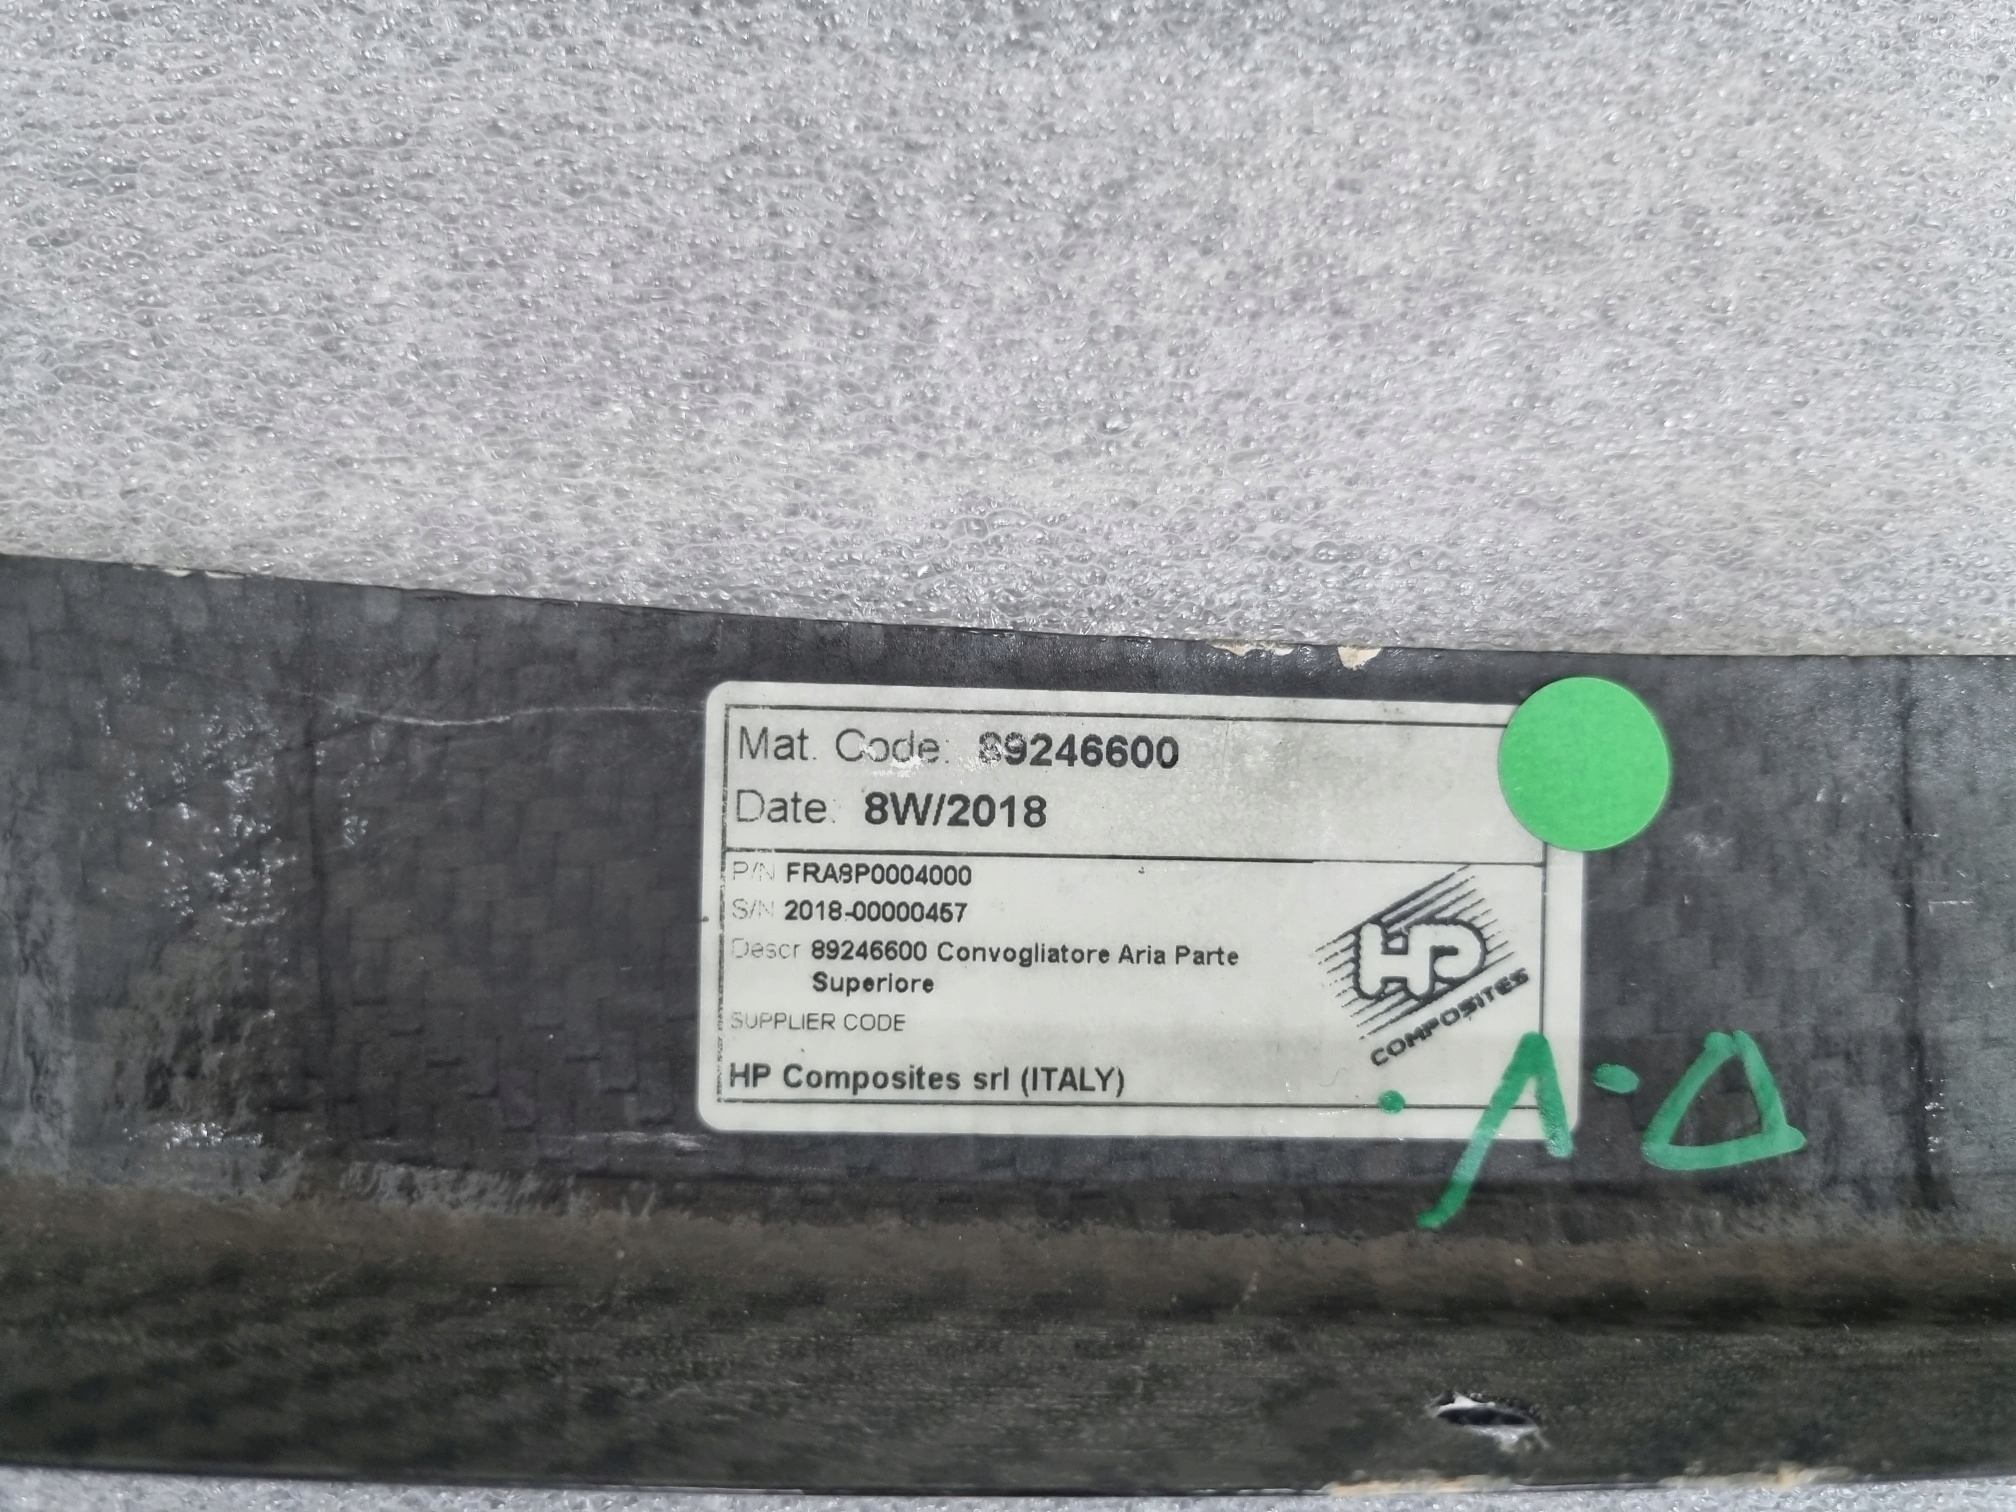 Mat. Code: 89246600
Date: 8W/2018
P/N FRA8P0004000
S/N 2018-00000457
Descr 89246600 Convogliatore Aria Parte
Superiore
SUPPLIER CODE
HP Composites srl (ITALY)
HP
COMPOSITES